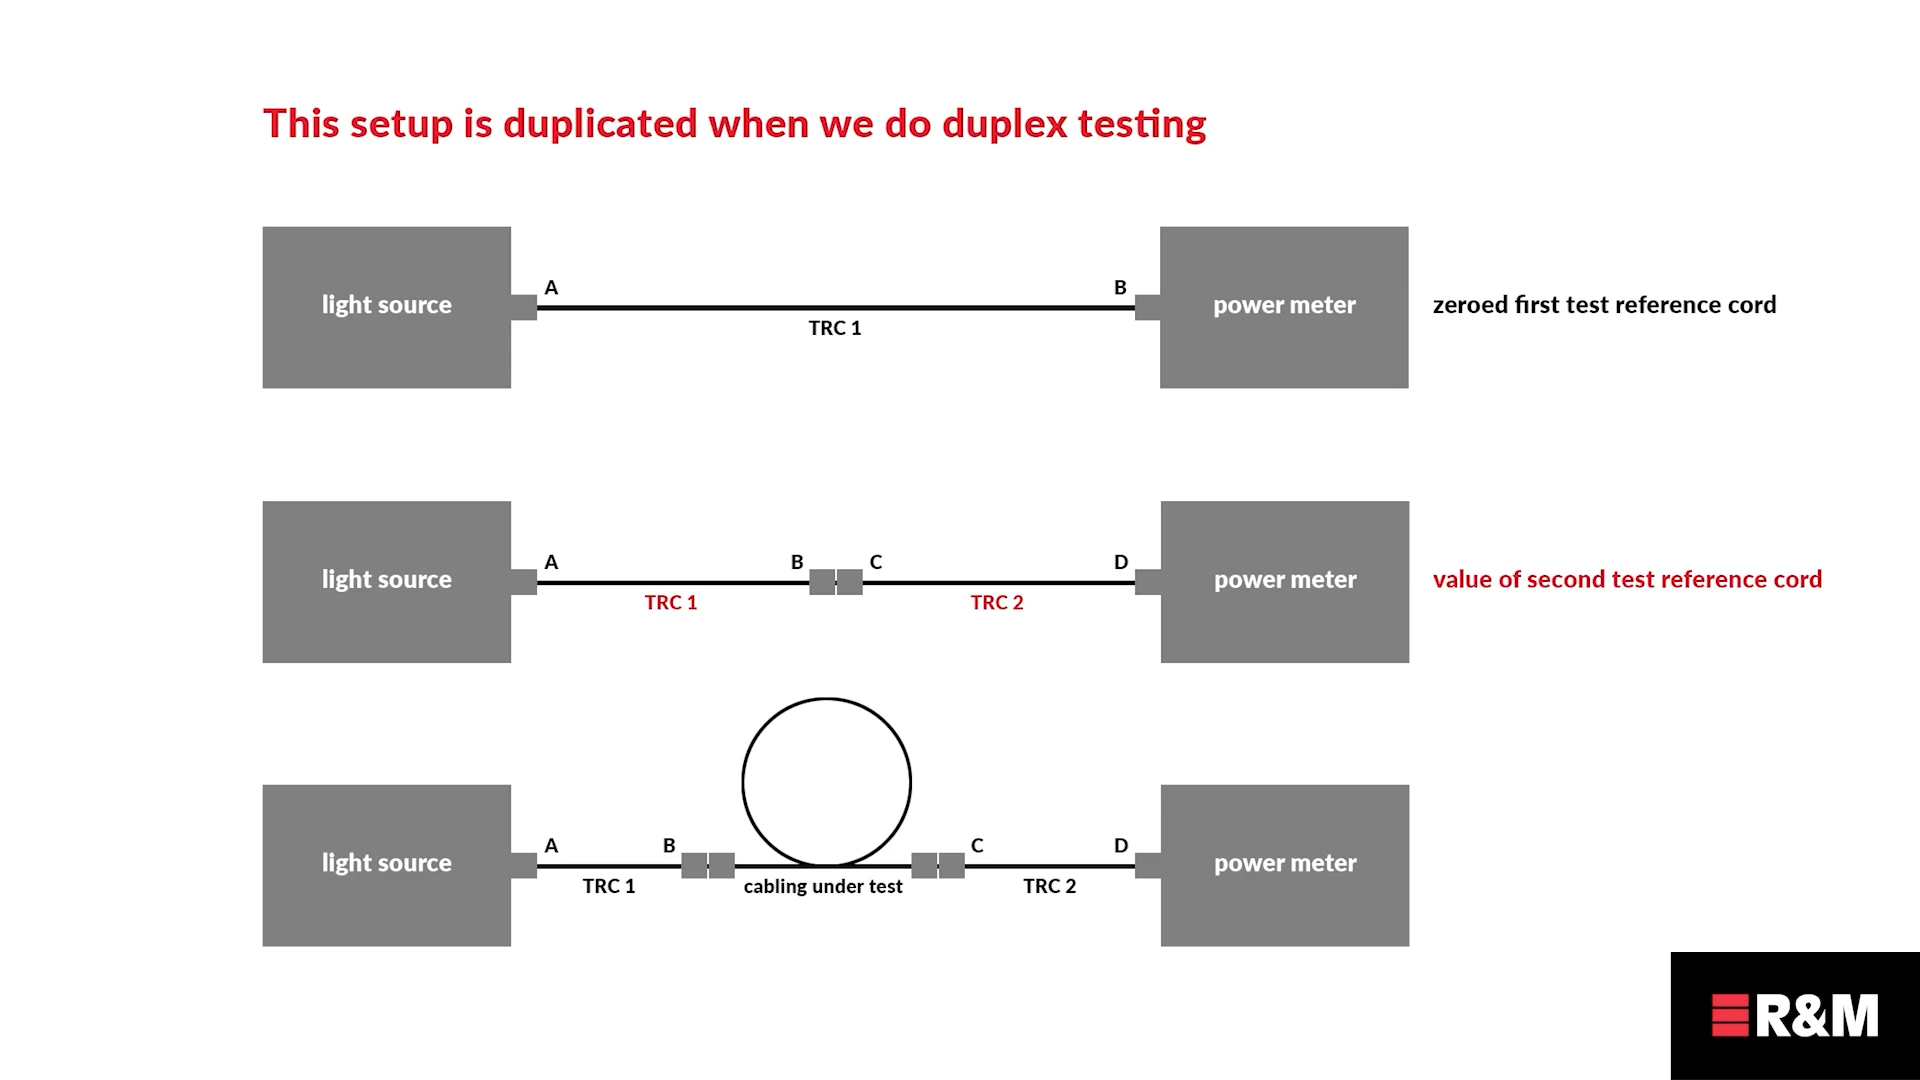 This setup is duplicated when we do duplex testing
light source
A
B
TRC 1
power meter
zeroed first test reference cord
light source
A
B
C
D
TRC 1
TRC 2
power meter
value of second test reference cord
light source
A
B
C
D
TRC 1
cabling under test
TRC 2
power meter
R&M